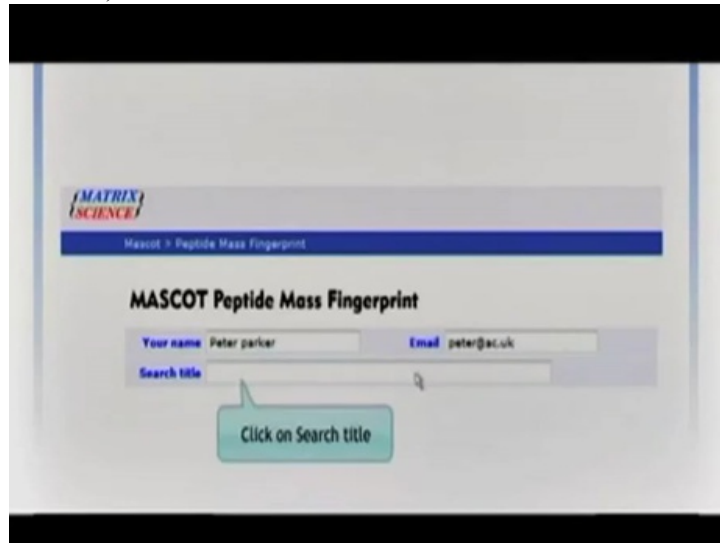 {MATRIX
SCIENCE}
Mascot > Peptide Mass Fingerprint
MASCOT Peptide Mass Fingerprint
Your name Peter parker Email peter@ac.uk
Search title
Click on Search title